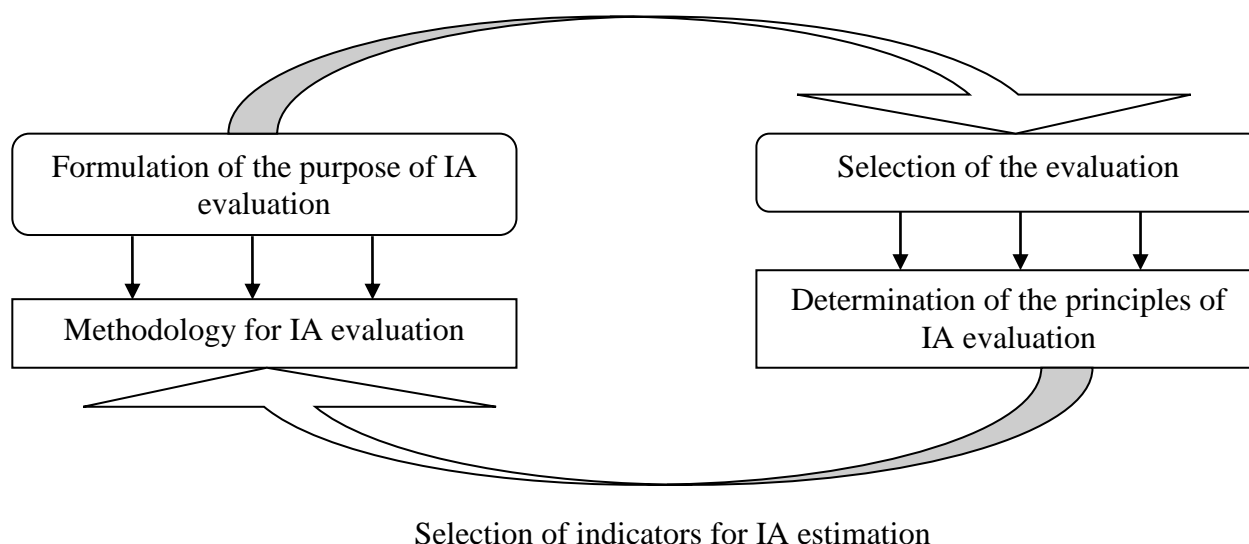 Formulation of the purpose of IA
evaluation
Selection of the evaluation
Methodology for IA evaluation
Determination of the principles of
IA evaluation
Selection of indicators for IA estimation